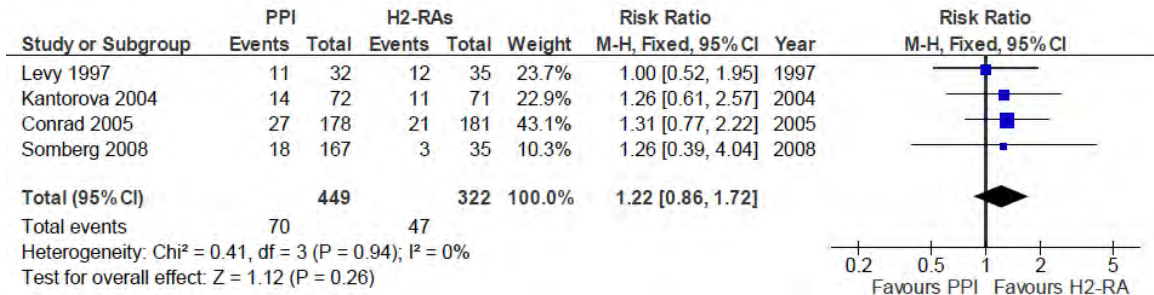 PPI H2-RAs Risk Ratio Risk Ratio
Study or Subgroup Events Total Events Total Weight M-H, Fixed, 95% CI Year M-H, Fixed, 95% CI
Levy 1997 11 32 12 35 23.7% 1.00 [0.52, 1.95] 1997
Kantorova 2004 14 72 11 71 22.9% 1.26 [0.61, 2.57] 2004
Conrad 2005 27 178 21 181 43.1% 1.31 [0.77, 2.22] 2005
Somberg 2008 18 167 3 35 10.3% 1.26 [0.39, 4.04] 2008
Total (95% CI) 449 322 100.0% 1.22 [0.86, 1.72]
Total events 70 47
Heterogeneity: Chi² = 0.41, df = 3 (P = 0.94); I² = 0%
Test for overall effect: Z = 1.12 (P = 0.26)
0.2 0.5 1 2 5
Favours PPI Favours H2-RA